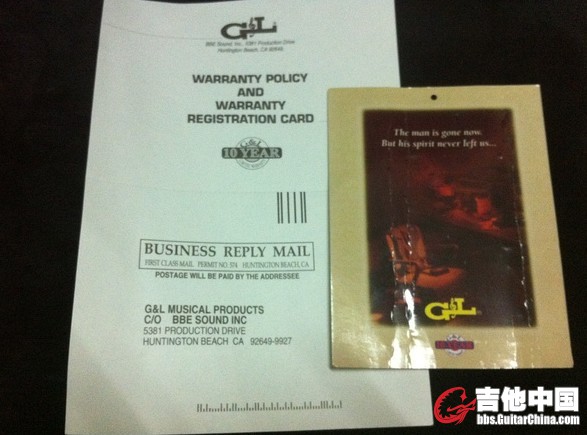 G&L
BBE Sound Inc. 5381 Production Drive
Huntington Beach, CA 92649
WARRANTY POLICY
AND
WARRANTY
REGISTRATION CARD
G&L
10 YEAR
BUSINESS REPLY MAIL
FIRST CLASS MAIL PERMIT NO. 574 HUNTINGTON BEACH, CA
POSTAGE WILL BE PAID BY THE ADDRESSEE
G&L MUSICAL PRODUCTS
C/O BBE SOUND INC
5381 PRODUCTION DRIVE
HUNTINGTON BEACH CA 92649-9927
The man is gone now.
But his spirit never left us...
G&L
吉他中国
bbs.GuitarChina.com